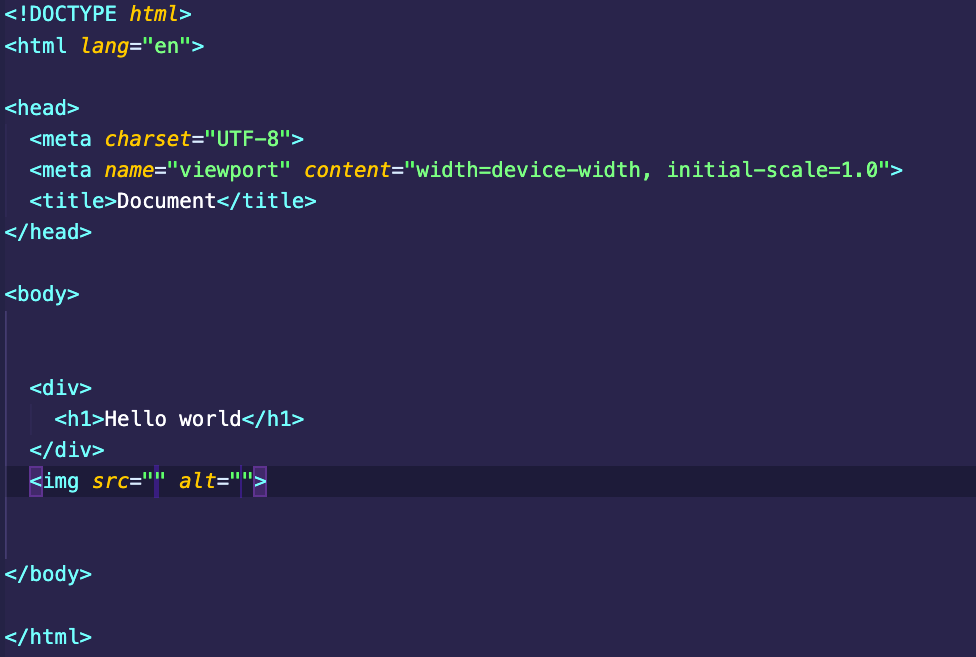 <!DOCTYPE html>
<html lang="en">
<head>
<meta charset="UTF-8">
<meta name="viewport" content="width=device-width, initial-scale=1.0">
<title>Document</title>
</head>
<body>
<div>
<h1>Hello world</h1>
</div>
<img src="" alt="">
</body>
</html>